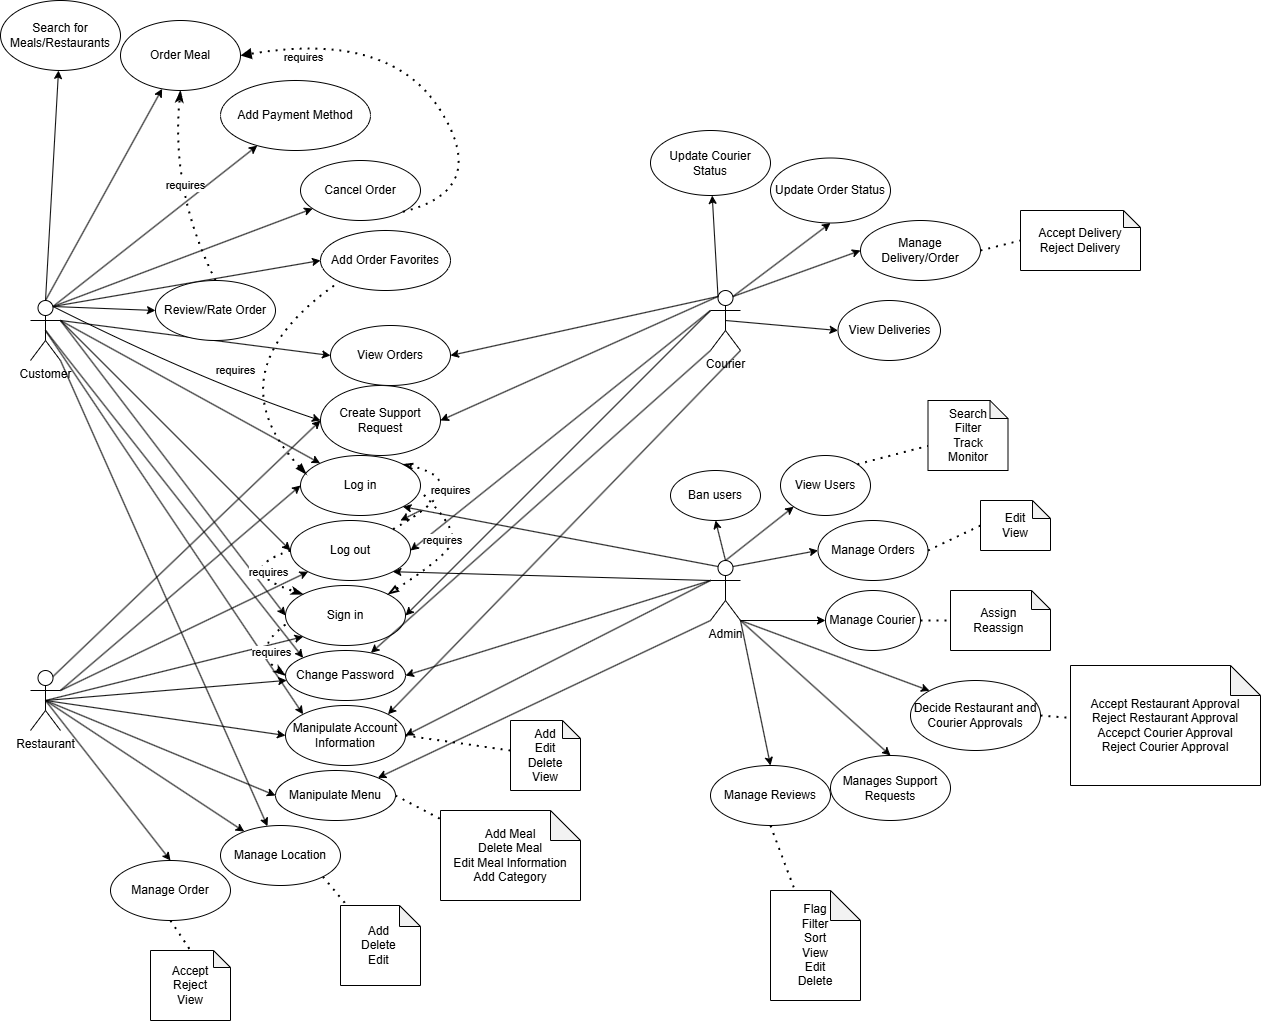 Search for
Meals/Restaurants
Order Meal
requires
Add Payment Method
requires
Cancel Order
Add Order Favorites
Review/Rate Order
View Orders
requires
Customer
Create Support
Request
Log in
requires
Log out
requires
requires
Sign in
requires
Change Password
Restaurant
Manipulate Account
Information
Add
Edit
Delete
View
Manipulate Menu
Add Meal
Delete Meal
Edit Meal Information
Add Category
Manage Location
Add
Delete
Edit
Manage Order
Accept
Reject
View
Update Courier
Status
Update Order Status
Manage
Delivery/Order
Accept Delivery
Reject Delivery
View Deliveries
Courier
Search
Filter
Track
Monitor
Ban users
View Users
Edit
View
Manage Orders
Admin
Manage Courier
Assign
Reassign
Decide Restaurant and
Courier Approvals
Accept Restaurant Approval
Reject Restaurant Approval
Accepct Courier Approval
Reject Courier Approval
Manage Reviews
Manages Support
Requests
Flag
Filter
Sort
View
Edit
Delete